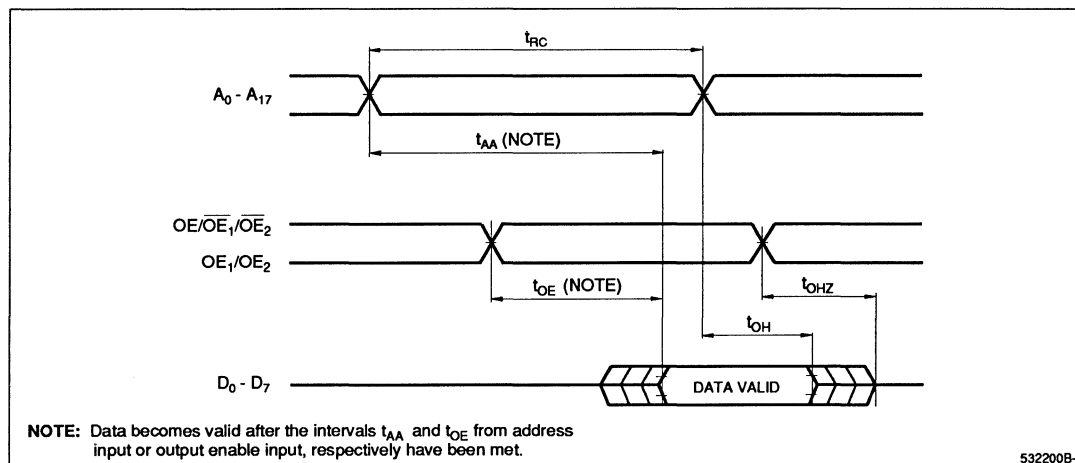 tRC
A0 - A17
tAA (NOTE)
OE/OE1/OE2
OE1/OE2
tOE (NOTE)
tOHZ
tOH
D0 - D7
DATA VALID
NOTE: Data becomes valid after the intervals tAA and tOE from address
input or output enable input, respectively have been met.
532200B-